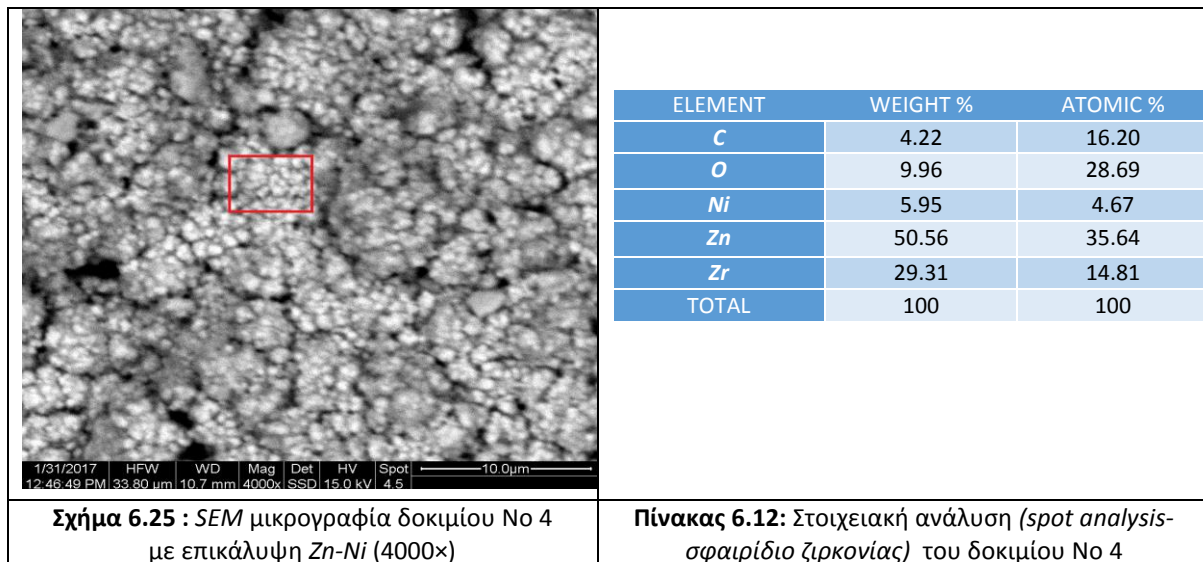 ELEMENT WEIGHT % ATOMIC %
C 4.22 16.20
O 9.96 28.69
Ni 5.95 4.67
Zn 50.56 35.64
Zr 29.31 14.81
TOTAL 100 100
1/31/2017 HFW WD Mag Det HV Spot 10.0μm
12:46:49 PM 33.80 μm 10.7 mm 4000x SSD 15.0 kV 4.5
Σχήμα 6.25 : SEM μικρογραφία δοκιμίου Νο 4
με επικάλυψη Zn-Ni (4000×)
Πίνακας 6.12: Στοιχειακή ανάλυση (spot analysis-
σφαιρίδιο ζιρκονίας) του δοκιμίου Νο 4